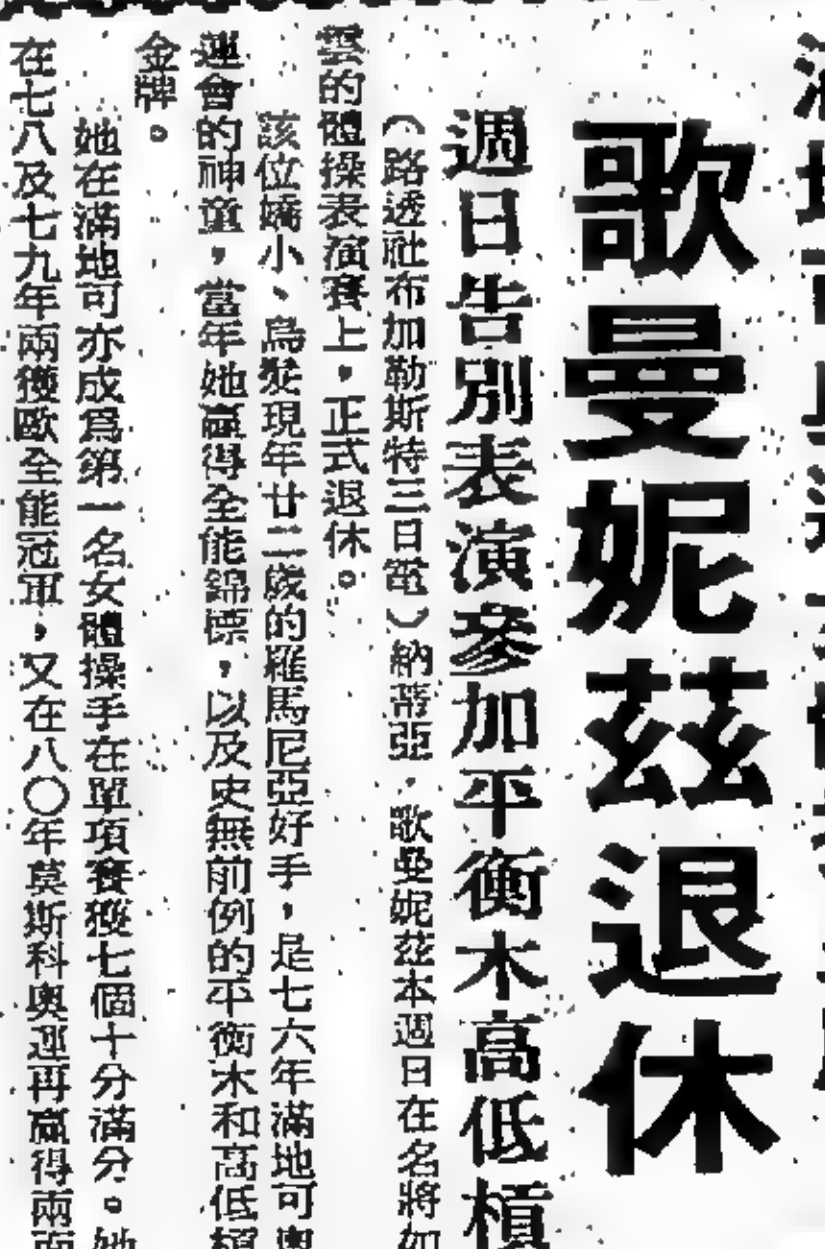 歌曼妮茲退休
週日告別表演參加平衡木高低槓
(路透社布加勒斯特三日電)納蒂亞·歌曼妮茲本週日在名將如
雲的體操表演賽上，正式退休。
該位嬌小、烏髮現年廿二歲的羅馬尼亞好手，是七六年滿地可奧
運會的神童，當年她贏得全能錦標，以及史無前例的平衡木和高低槓
金牌。
她在滿地可亦成為第一名女體操手在單項賽獲七個十分滿分。她
在七八及七九年兩獲歐全能冠軍，又在八〇年莫斯科奧運再贏得兩面